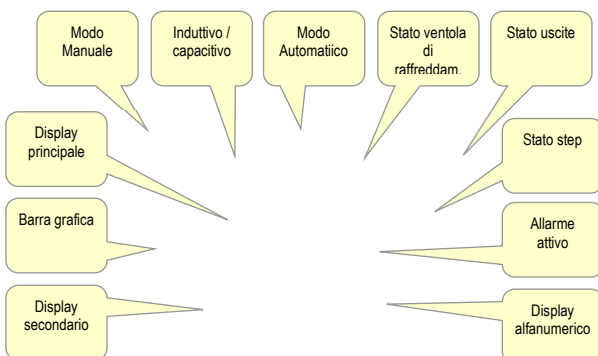 Modo
Manuale
Induttivo /
capacitivo
Modo
Automatiico
Stato ventola
di
raffreddam.
Stato uscite
Display
principale
Stato step
Barra grafica
Allarme
attivo
Display
secondario
Display
alfanumerico